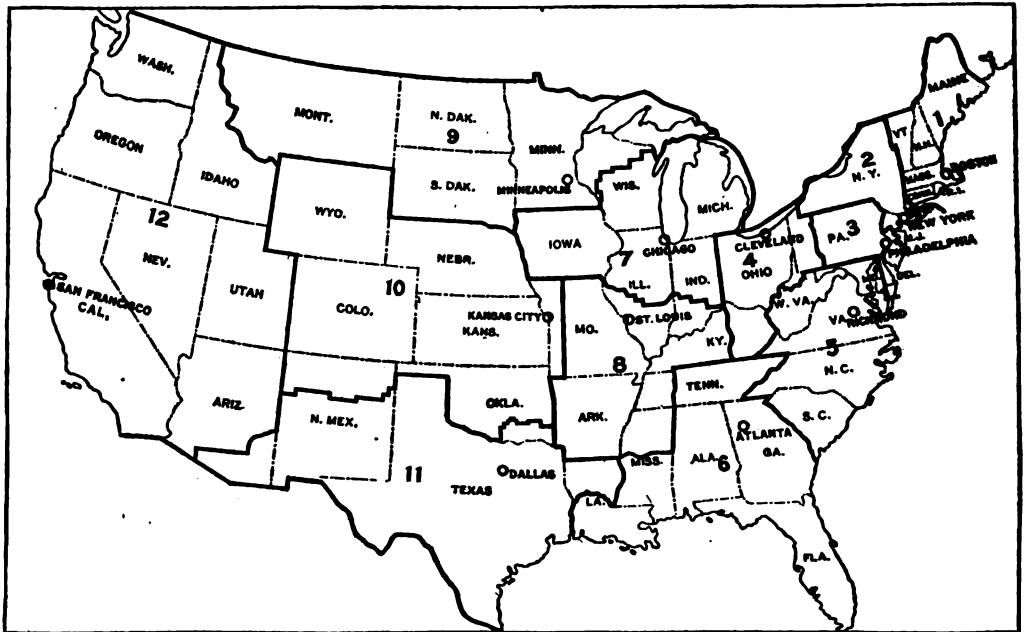 WASH.
OREGON
IDAHO
MONT.
WYO.
12
NEV.
UTAH
SAN FRANCISCO
CAL,
ARIZ.
N. DAK.
9
S. DAK.
MINN.
MINNEAPOLIS
NEBR.
10
COLO.
KANSAS CITY
KANS.
IOWA
WIS.
MICH.
7
CHICAGO
ILL.
IND.
CLEVELAND
4
OHIO
MO.
ST. LOUIS
KY.
8
OKLA.
ARK.
TENN.
N. MEX.
11
TEXAS
DALLAS
LA.
MISS.
ALA.
6
ATLANTA
GA.
FLA.
S. C.
N. C.
5
VA.
RICHMOND
W. VA.
PA.
3
2
N. Y.
VT
N.H.
1
MAINE
BOSTON
MASS.
CONN.
R.I.
NEW YORK
N.J.
PHILADELPHIA
DEL.